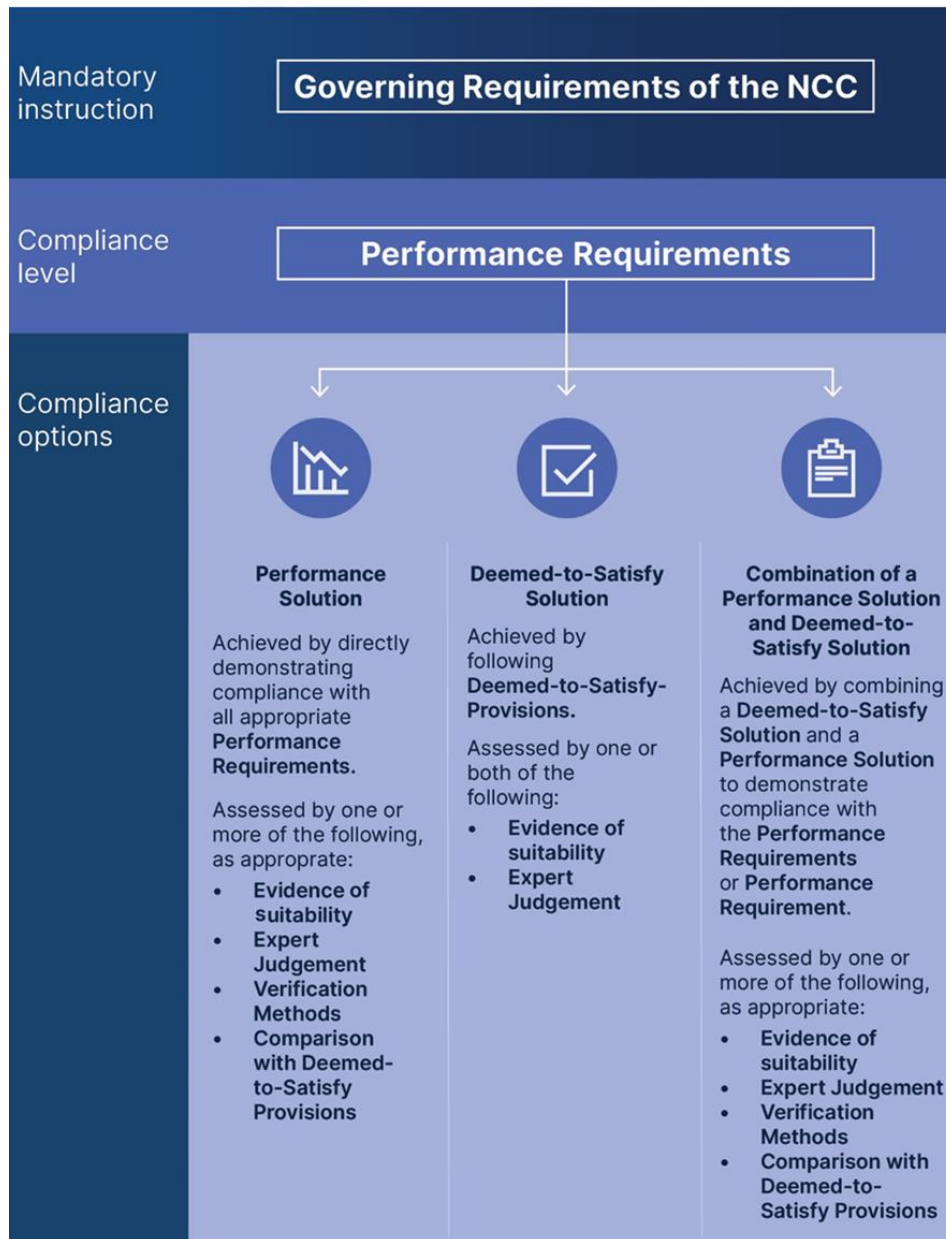 Mandatory
instruction
Governing Requirements of the NCC
Compliance
level
Performance Requirements
Compliance
options
Performance
Solution
Achieved by directly
demonstrating
compliance with
all appropriate
Performance
Requirements.
Assessed by one or
more of the following,
as approprate:
• Evidence of
suitability
• Expert
Judgement
• Verification
Methods
• Comparison
with Deemed-
to-Satisfy
Provisions
Deemed-to-Satisfy
Solution
Achieved by
following
Deemed-to-Satisfy-
Provisions.
Assessed by one or
both of the
following:
• Evidence of
suitability
• Expert
Judgement
Combination of a
Performance Solution
and Deemed-to-
Satisfy Solution
Achieved by combining
a Deemed-to-Satisfy
Solution and a
Performance Solution
to demonstrate
compliance with
the Performance
Requirements
or Performance
Requirement.
Assessed by one or
more of the following,
as appropriate:
• Evidence of
suitability
• Expert Judgement
• Verification
Methods
• Comparison with
Deemed-to-
Satisfy Provisions